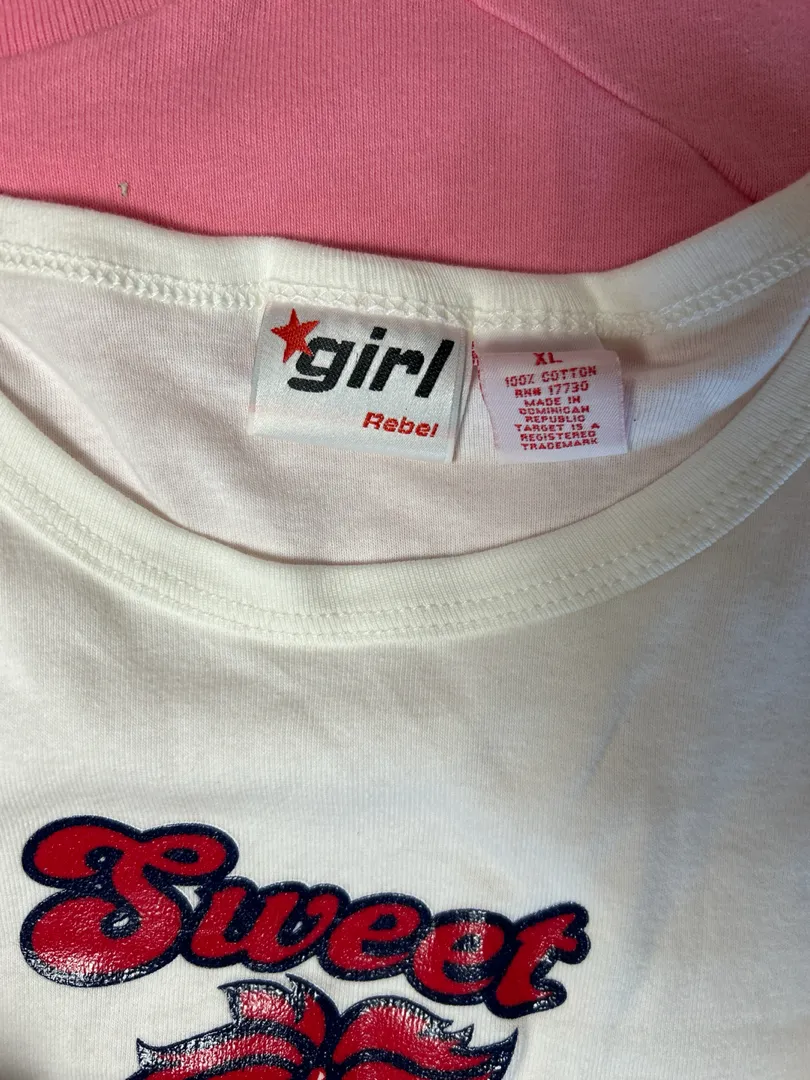 girl
Rebel
XL
100% COTTON
RN# 17730
MADE IN
DOMINICAN
REPUBLIC
TARGET IS A
REGISTERED
TRADEMARK
Sweet